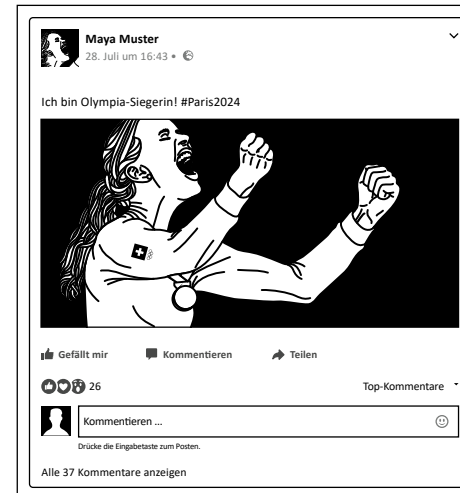 Maya Muster
28. Juli um 16:43 •
Ich bin Olympia-Siegerin! #Paris2024
Gefällt mir Kommentieren Teilen
26 Top-Kommentare
Kommentieren ...
Drücke die Eingabetaste zum Posten.
Alle 37 Kommentare anzeigen